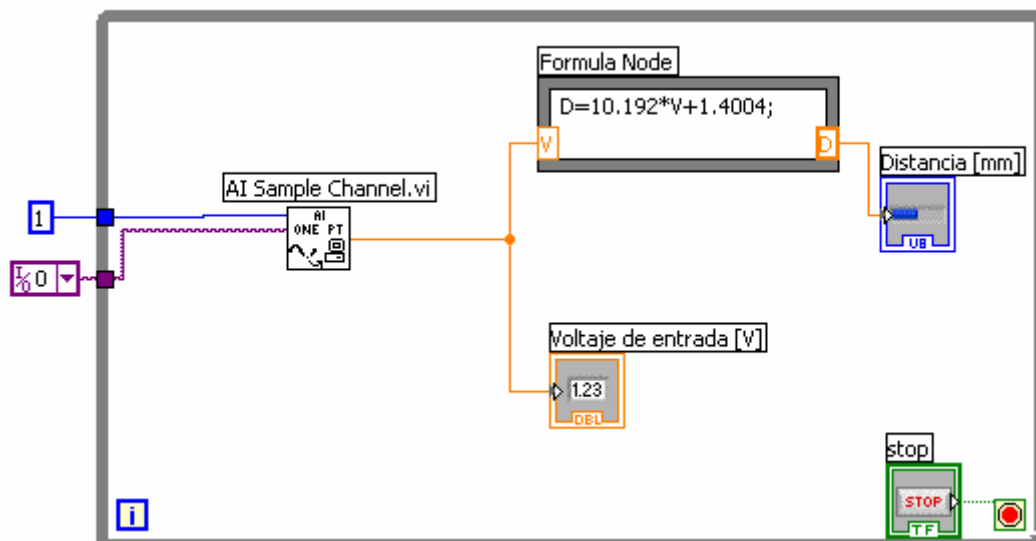 Formula Node
D=10.192*V+1.4004;
V
D
Distancia [mm]
U8
AI Sample Channel.vi
AI
ONE PT
1
I/O 0
Voltaje de entrada [V]
1.23
DBL
stop
STOP
TF
i